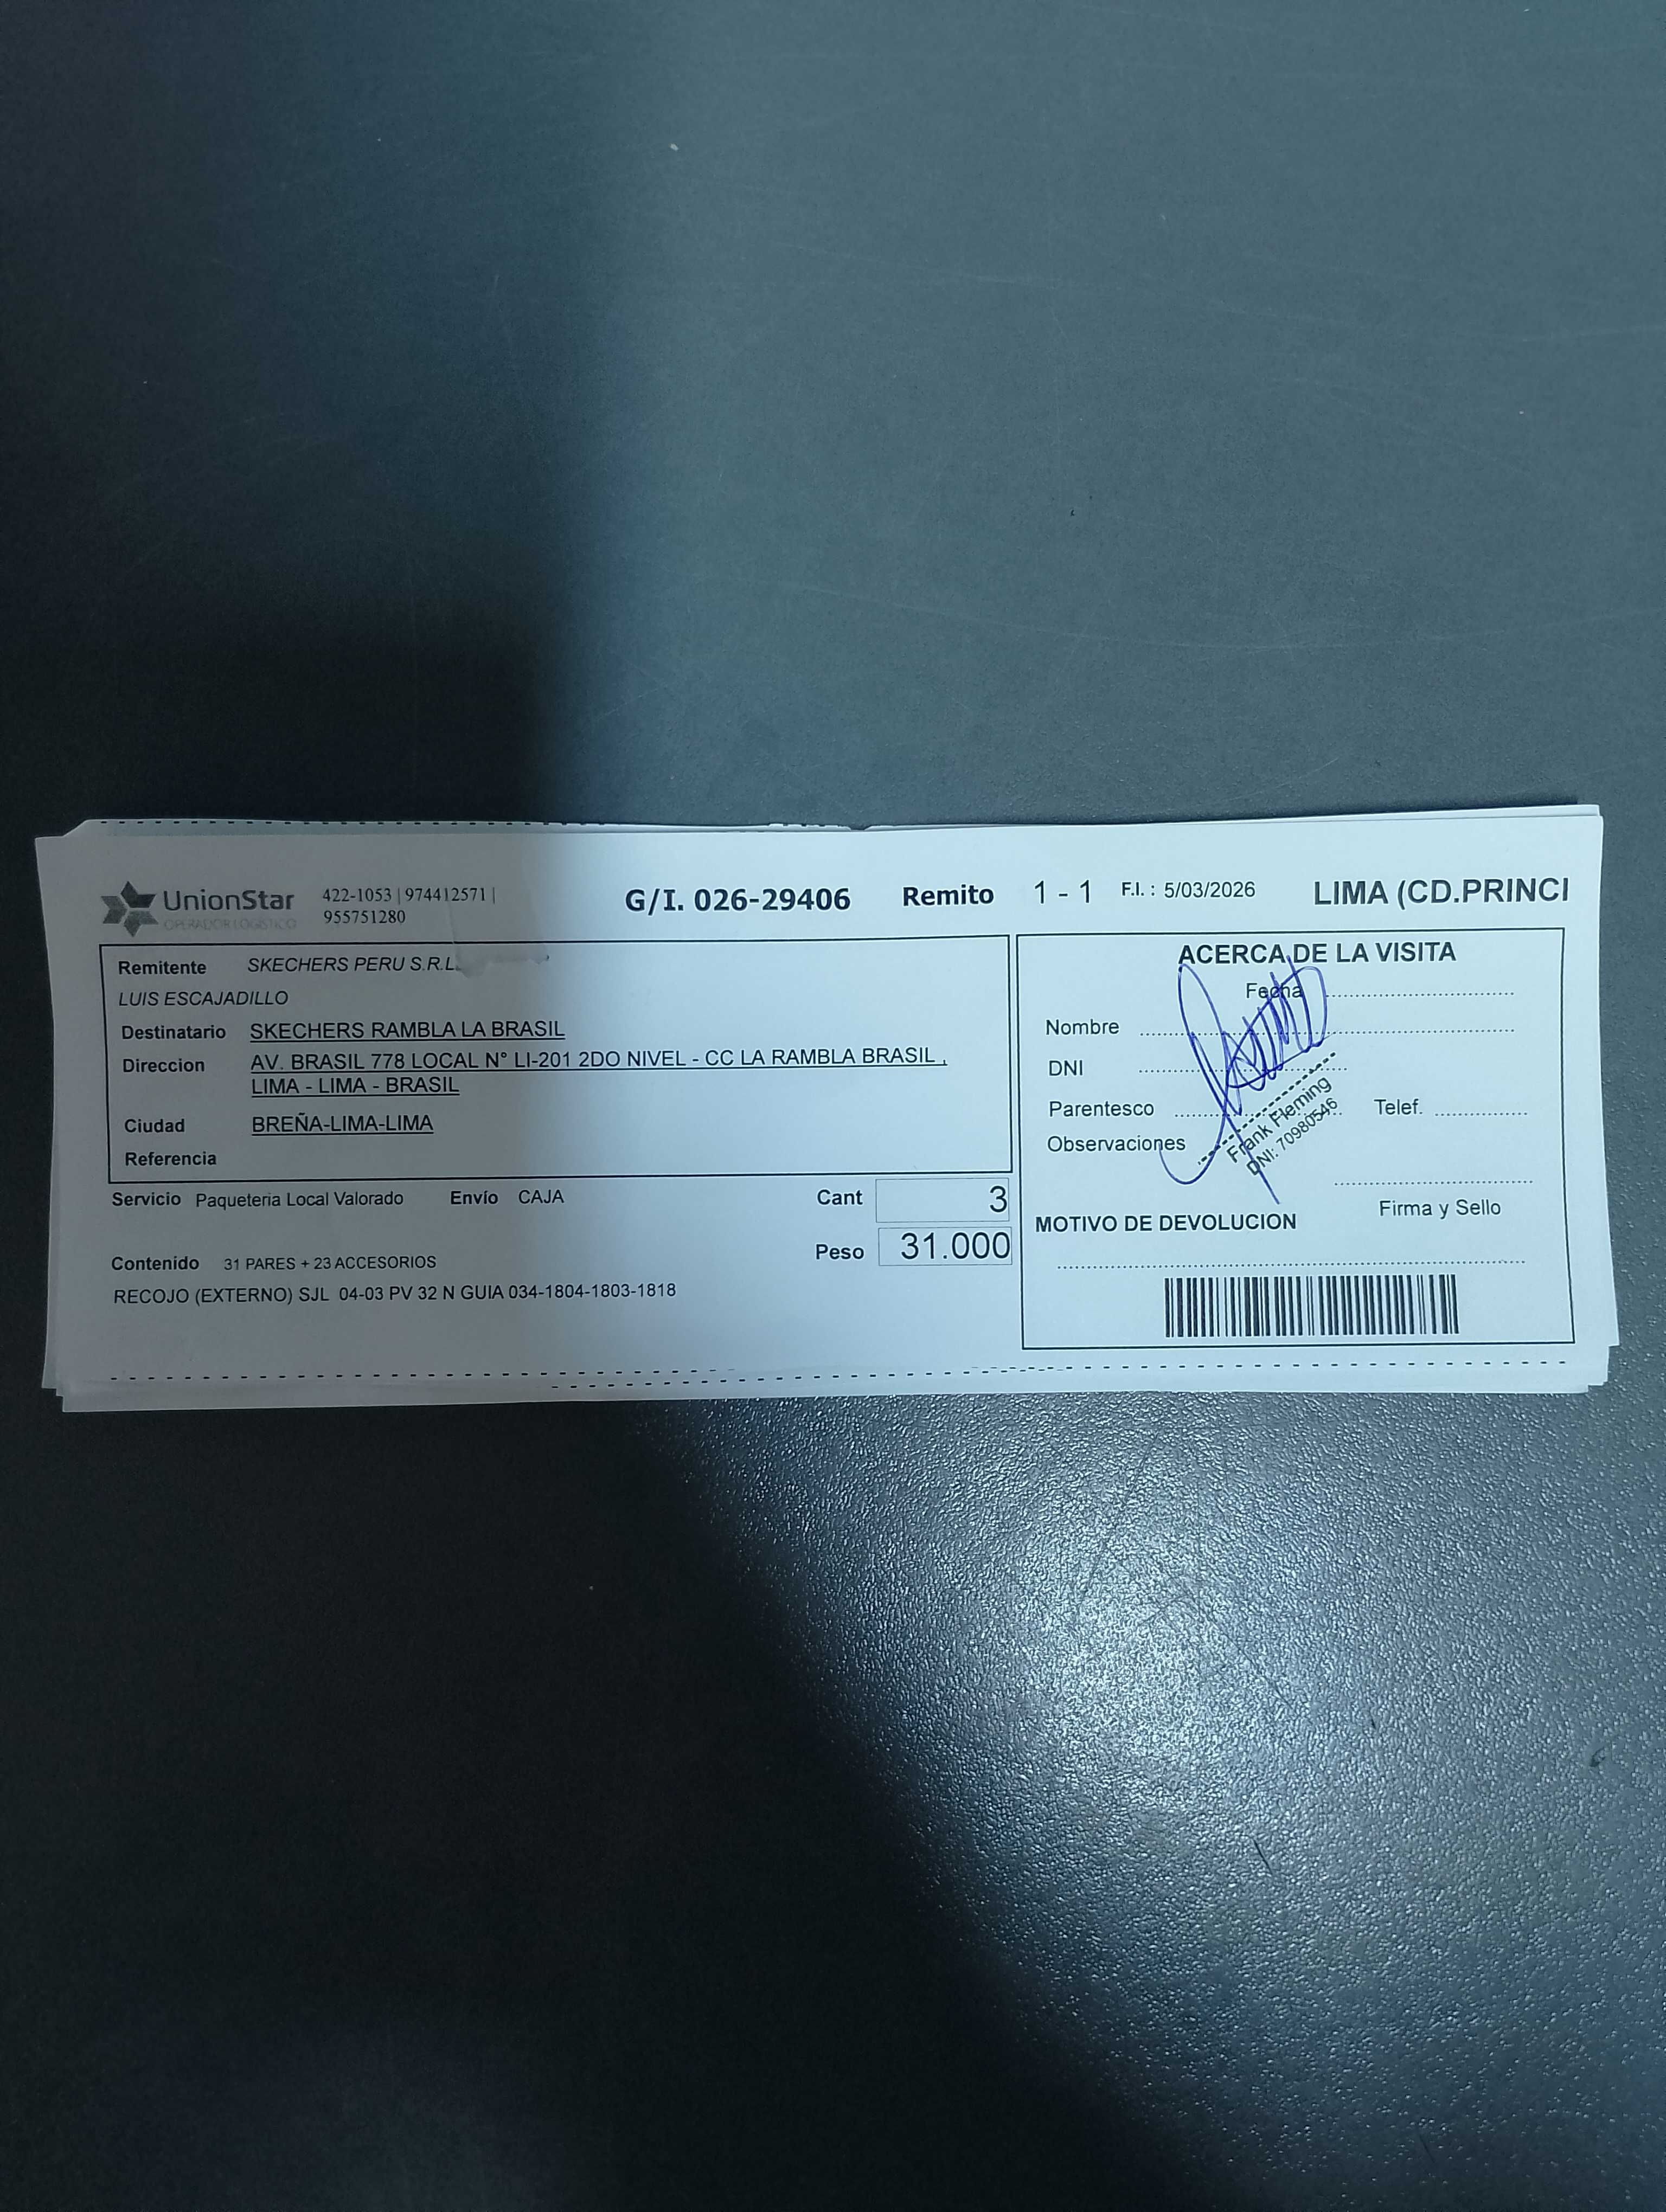 UnionStar
OPERADOR LOGISTICO
422-1053 | 974412571 |
955751280
G/I. 026-29406 Remito 1 - 1 F.I. : 5/03/2026 LIMA (CD.PRINCI
Remitente SKECHERS PERU S.R.L.
LUIS ESCAJADILLO
Destinatario SKECHERS RAMBLA LA BRASIL
Direccion AV. BRASIL 778 LOCAL N° LI-201 2DO NIVEL - CC LA RAMBLA BRASIL ,
LIMA - LIMA - BRASIL
Ciudad BREÑA-LIMA-LIMA
Referencia
Servicio Paqueteria Local Valorado Envío CAJA Cant 3
Peso 31.000
Contenido 31 PARES + 23 ACCESORIOS
RECOJO (EXTERNO) SJL 04-03 PV 32 N GUIA 034-1804-1803-1818
ACERCA DE LA VISITA
Fecha
Nombre
DNI
Parentesco Telef.
Observaciones
Frank Fleming
DNI: 70980546
Firma y Sello
MOTIVO DE DEVOLUCION